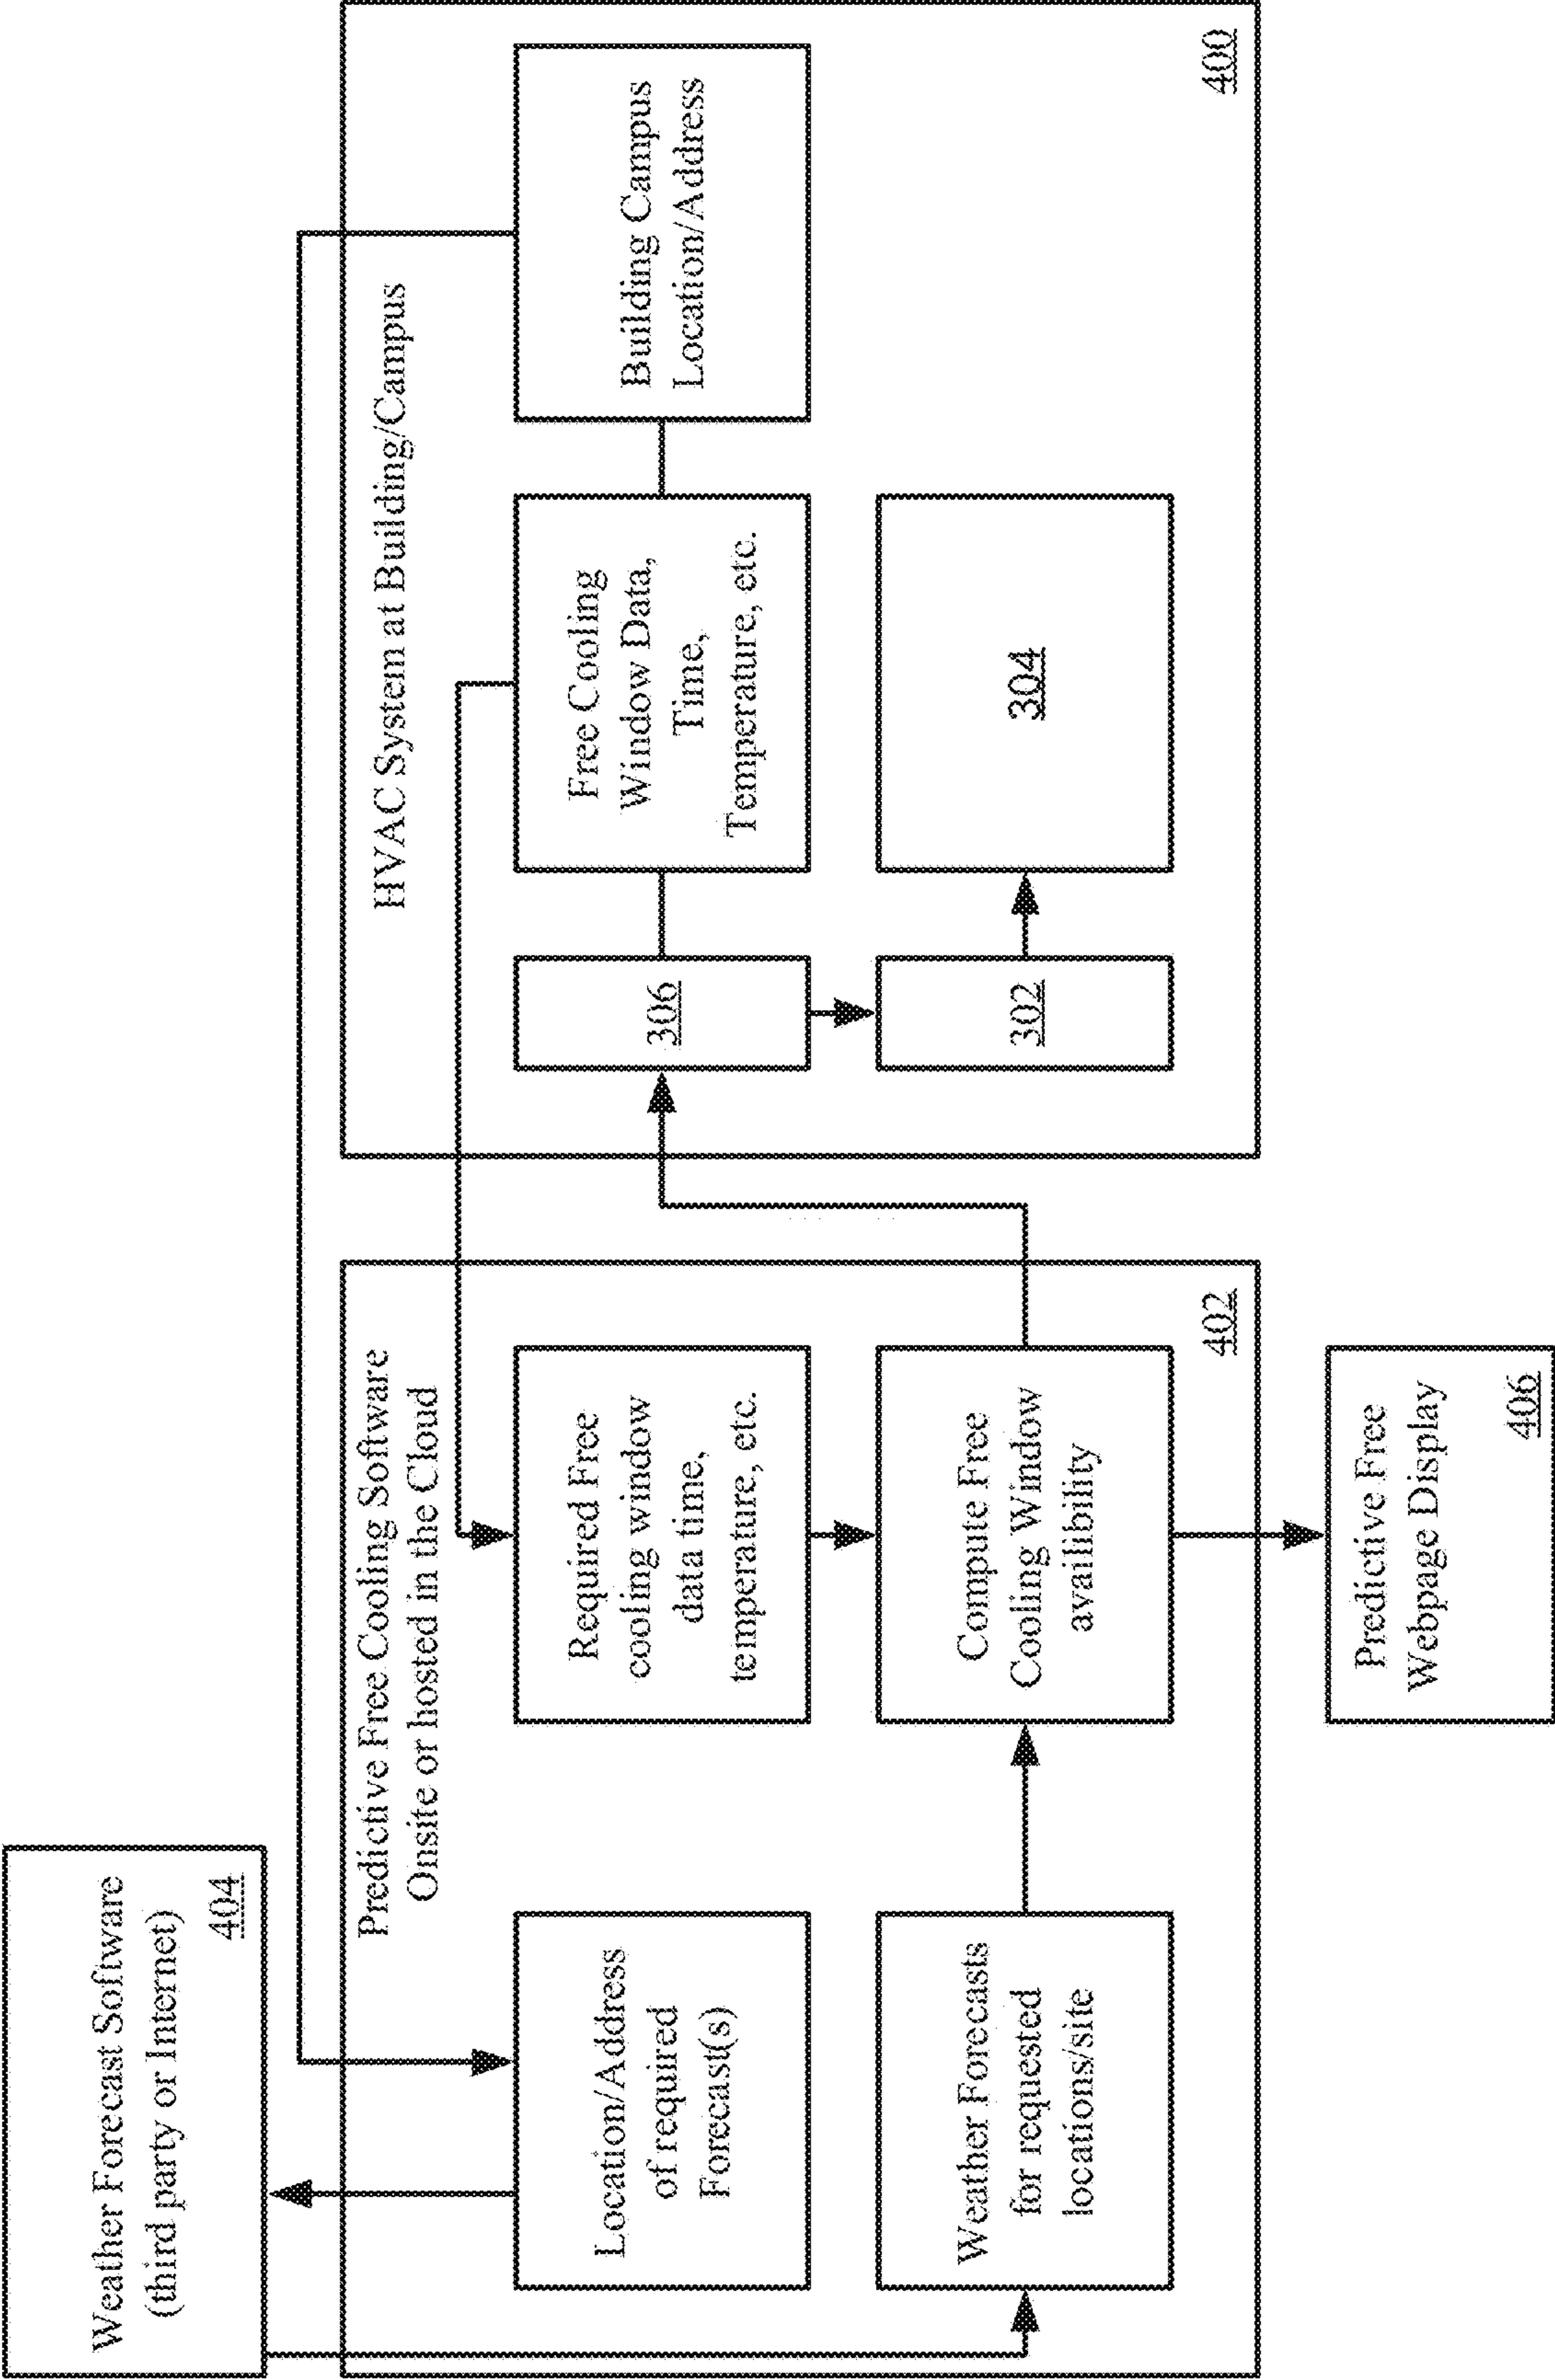 Weather Forecast Software
(third party or Internet)
404
Predictive Free Cooling Software
Onsite or hosted in the Cloud
Location/Address
of required
Forecast(s)
Required Free
cooling window
data time,
temperature, etc.
Weather Forecasts
for requested
locations/site
Compute Free
Cooling Window
availibility
402
Predictive Free
Webpage Display
406
HVAC System at Building/Campus
306
Free Cooling
Window Data,
Time,
Temperature, etc.
Building Campus
Location/Address
302
304
400